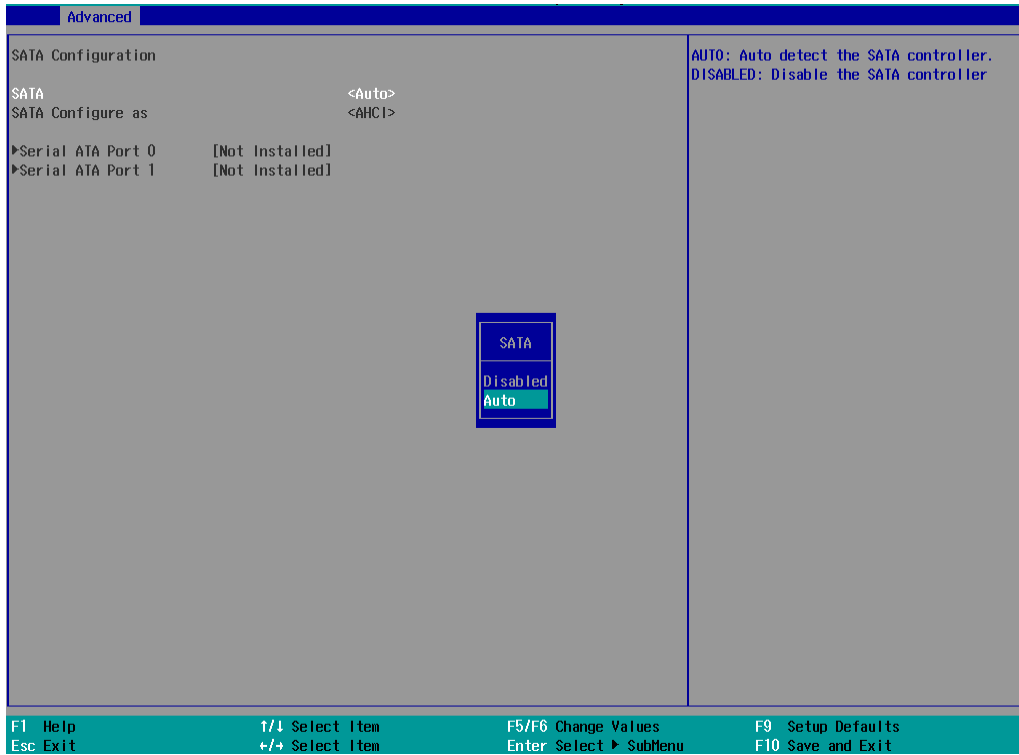 Advanced
SATA Configuration
SATA <Auto>
SATA Configure as <AHCI>
▶Serial ATA Port 0 [Not Installed]
▶Serial ATA Port 1 [Not Installed]
AUTO: Auto detect the SATA controller.
DISABLED: Disable the SATA controller
SATA
Disabled
Auto
F1 Help ↑/↓ Select Item F5/F6 Change Values F9 Setup Defaults
Esc Exit ←/→ Select Item Enter Select ▶ SubMenu F10 Save and Exit